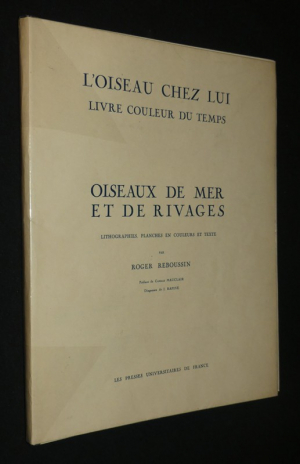 L'OISEAU CHEZ LUI
LIVRE COULEUR DU TEMPS
OISEAUX DE MER
ET DE RIVAGES
LITHOGRAPHIES PLANCHES EN COULEURS ET TEXTE
PAR
ROGER REBOUSSIN
LES PRESSES UNIVERSITAIRES DE FRANCE